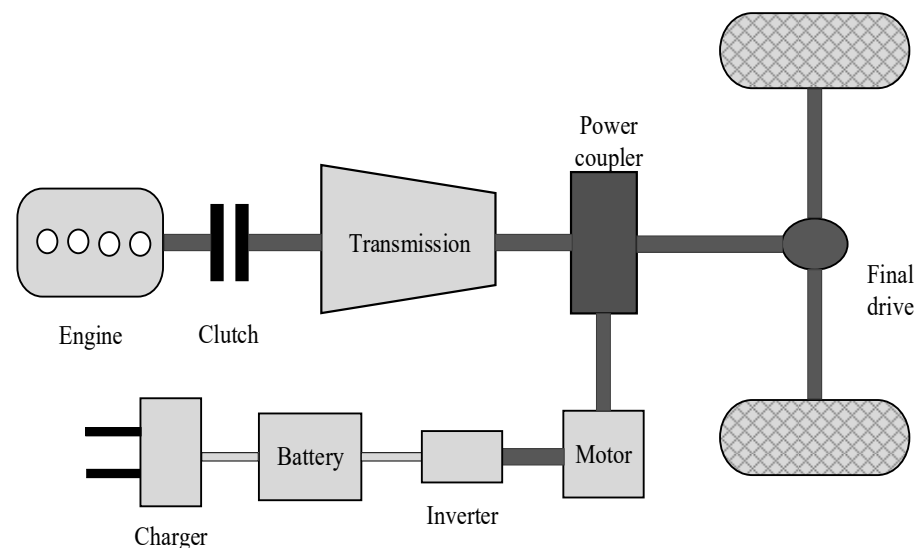 Power
coupler
Transmission
Final
drive
Engine
Clutch
Battery
Motor
Inverter
Charger